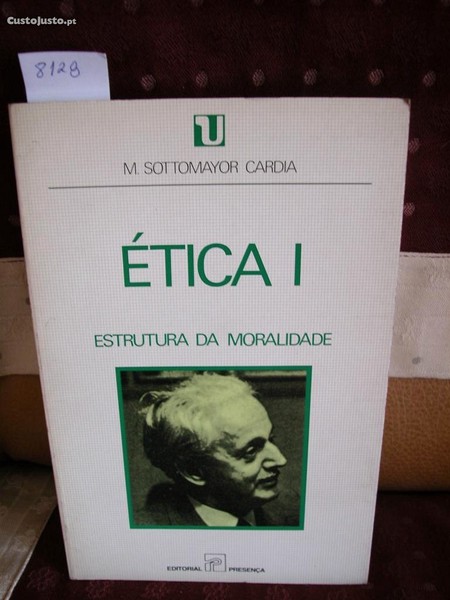 CustoJusto.pt
8128
U
M. SOTTOMAYOR CARDIA
ÉTICA I
ESTRUTURA DA MORALIDADE
EDITORIAL PRESENÇA